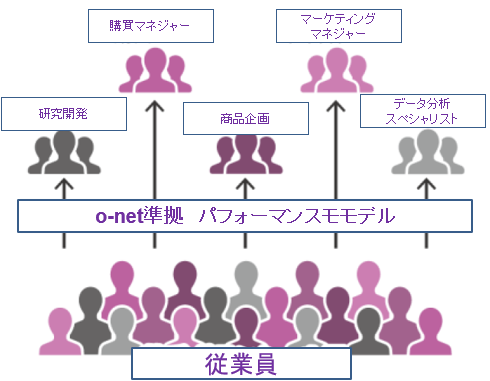 購買マネジャー
マーケティング
マネジャー
研究開発
商品企画
データ分析
スペシャリスト
o-net準拠　パフォーマンスモモデル
従業員